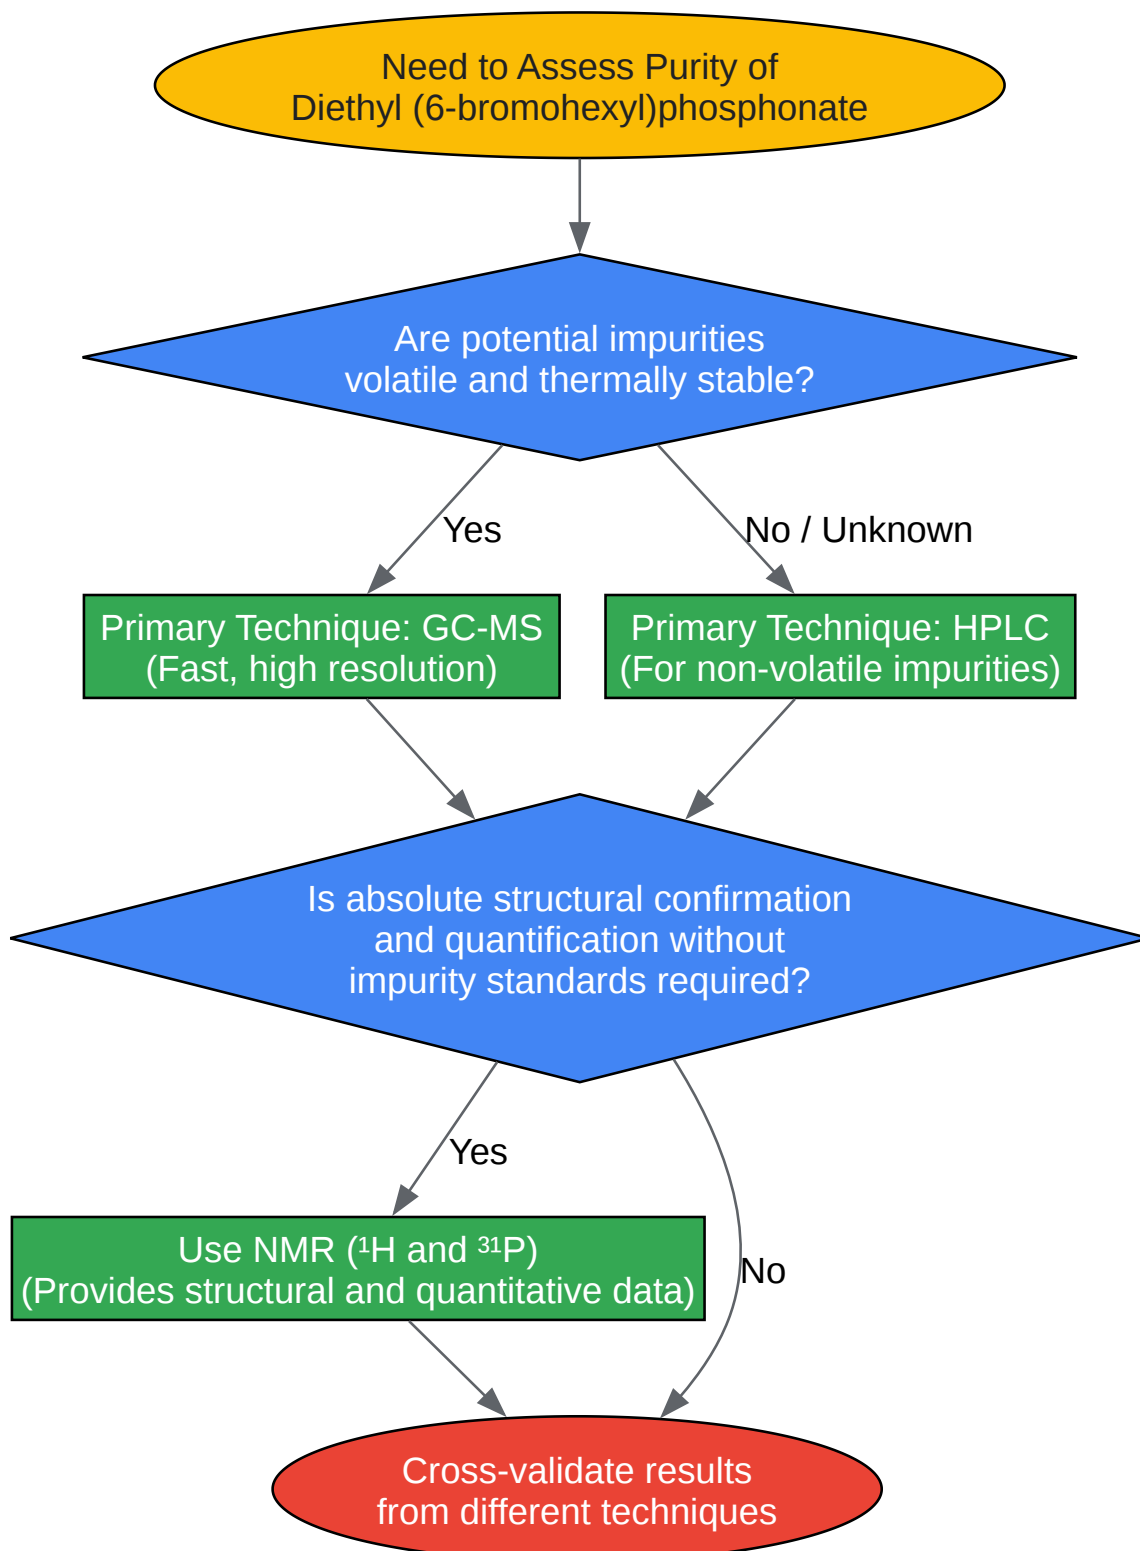 Need to Assess Purity of
Diethyl (6-bromohexyl)phosphonate
Are potential impurities
volatile and thermally stable?
Yes
No / Unknown
Primary Technique: GC-MS
(Fast, high resolution)
Primary Technique: HPLC
(For non-volatile impurities)
Is absolute structural confirmation
and quantification without
impurity standards required?
Yes
Use NMR (¹H and ³¹P)
(Provides structural and quantitative data)
No
Cross-validate results
from different techniques